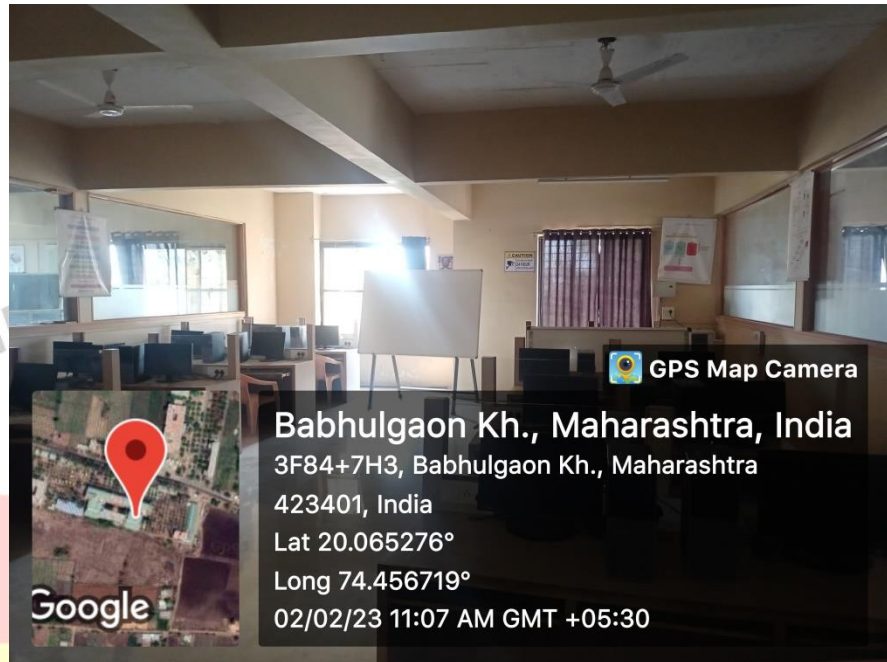 CAUTION
GPS Map Camera
Babhulgaon Kh., Maharashtra, India
3F84+7H3, Babhulgaon Kh., Maharashtra
423401, India
Lat 20.065276°
Long 74.456719°
02/02/23 11:07 AM GMT +05:30
Google